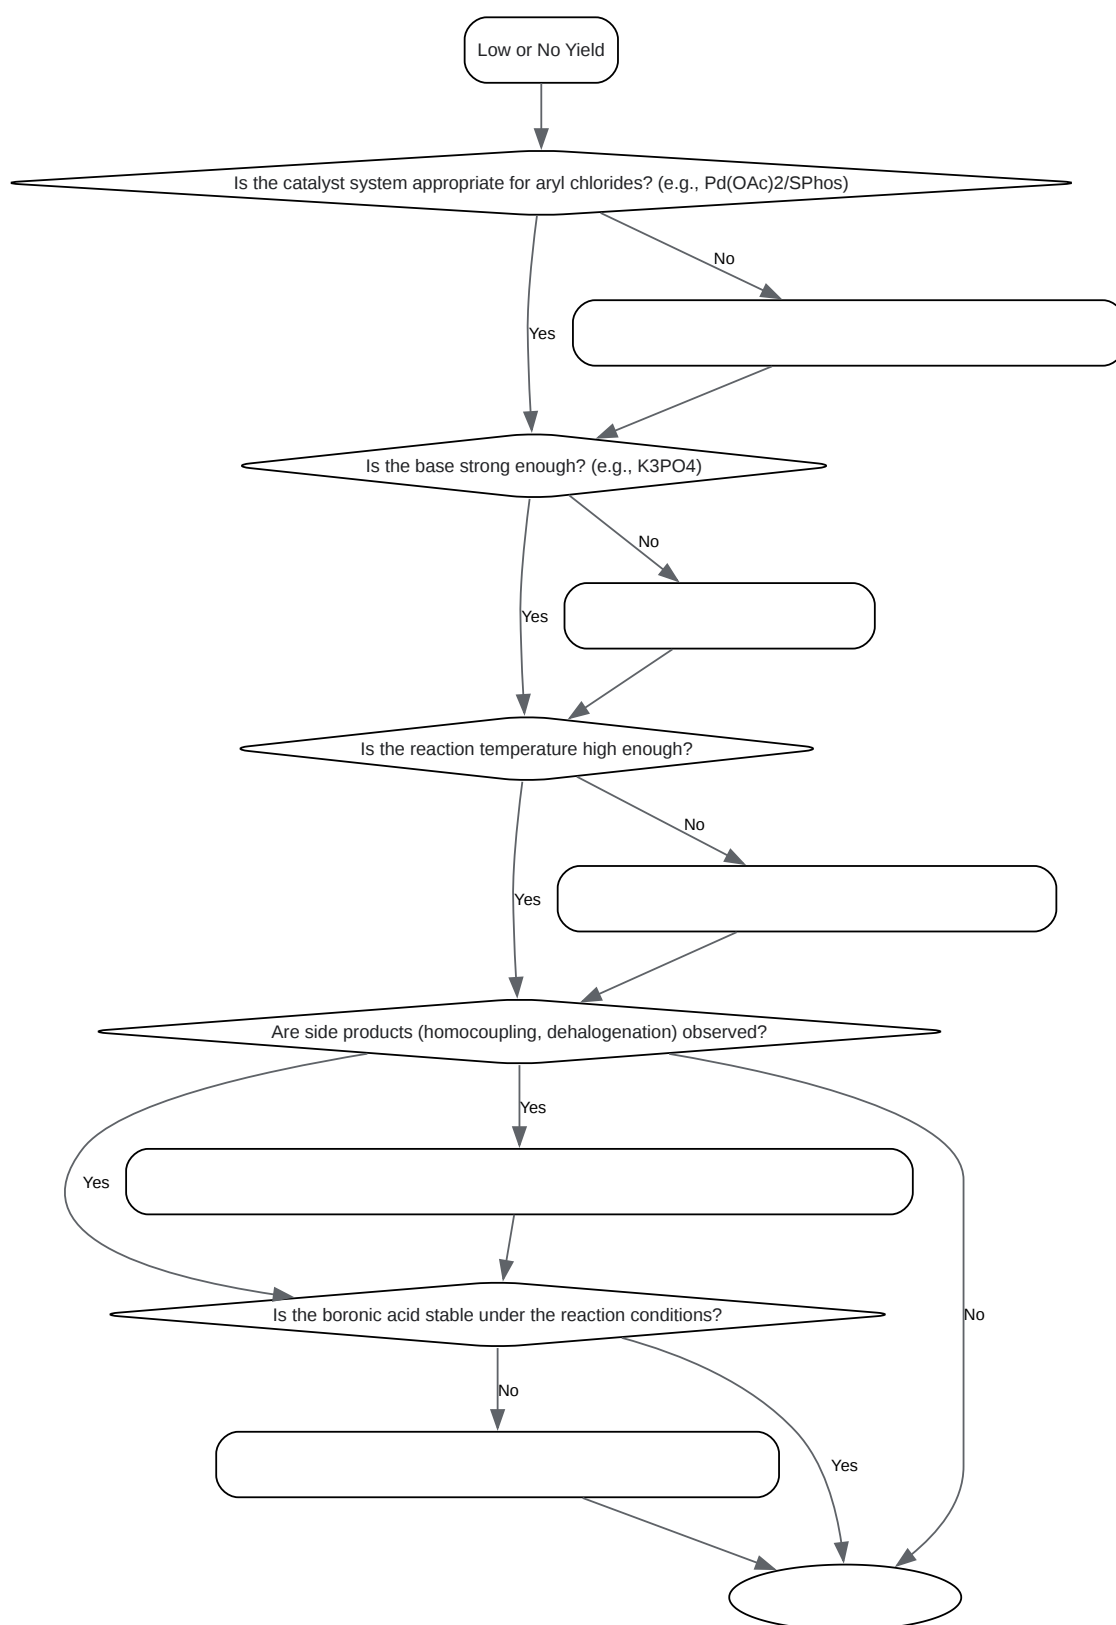 Low or No Yield
Is the catalyst system appropriate for aryl chlorides? (e.g., Pd(OAc)2/SPhos)
No
Yes
Is the base strong enough? (e.g., K3PO4)
No
Yes
Is the reaction temperature high enough?
No
Yes
Are side products (homocoupling, dehalogenation) observed?
Yes
Yes
Is the boronic acid stable under the reaction conditions?
No
No
Yes